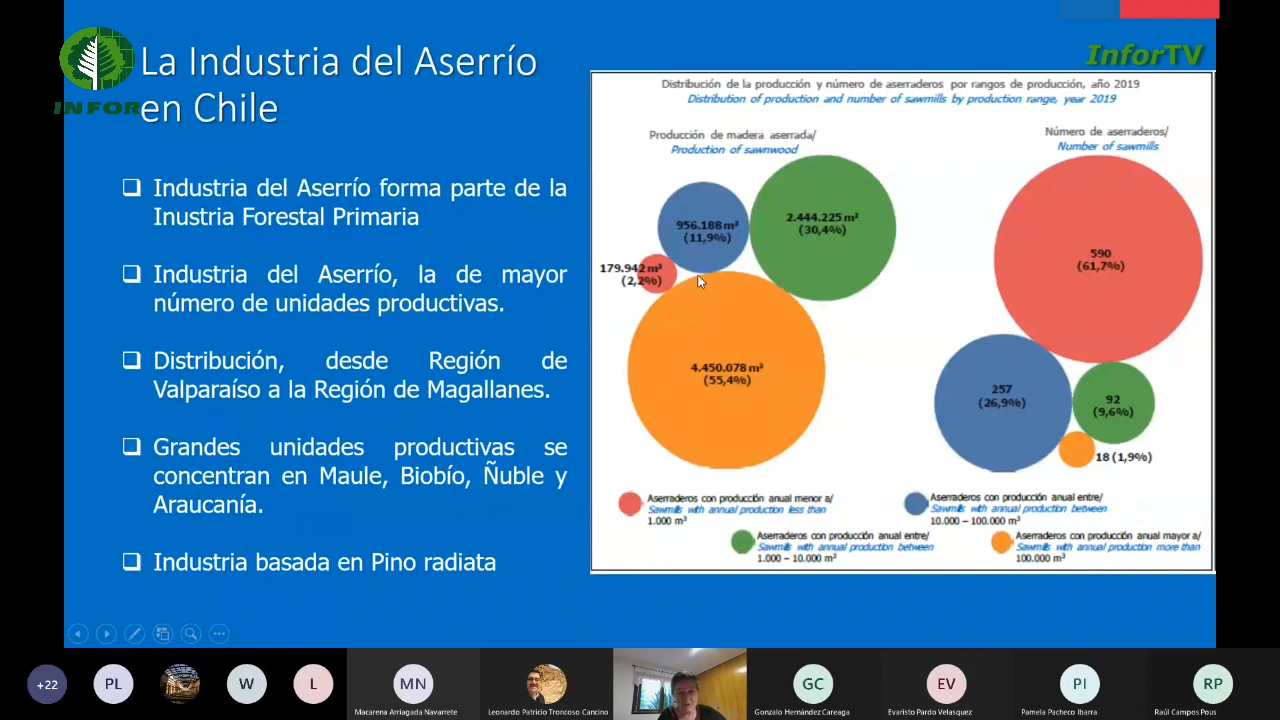 INFOR
La Industria del Aserrío
en Chile
InforTV
Industria del Aserrío forma parte de la
Inustria Forestal Primaria
Industria del Aserrío, la de mayor
número de unidades productivas.
Distribución, desde Región de
Valparaíso a la Región de Magallanes.
Grandes unidades productivas se
concentran en Maule, Biobío, Ñuble y
Araucanía.
Industria basada en Pino radiata
Distribución de la producción y número de aserraderos por rangos de producción, año 2019
Distribution of production and number of sawmills by production range, year 2019
Producción de madera aserrada/
Production of sawnwood
Número de aserraderos/
Number of sawmills
956.188 m³
(11,9%)
2.444.225 m³
(30,4%)
179.942 m³
(2,2%)
4.450.078 m³
(55,4%)
590
(61,7%)
257
(26,9%)
92
(9,6%)
18 (1,9%)
Aserraderos con producción anual menor a/
Sawmills with annual production less than
1.000 m³
Aserraderos con producción anual entre/
Sawmills with annual production between
10.000 – 100.000 m³
Aserraderos con producción anual entre/
Sawmills with annual production between
1.000 – 10.000 m³
Aserraderos con producción anual mayor a/
Sawmills with annual production more than
100.000 m³
+22
PL
W
L
MN
Macarena Arriagada Navarrete
Leonardo Patricio Troncoso Cancino
GC
Gonzalo Hernández Careaga
EV
Evaristo Pardo Velasquez
PI
Pamela Pacheco Ibarra
RP
Raúl Campos Pous